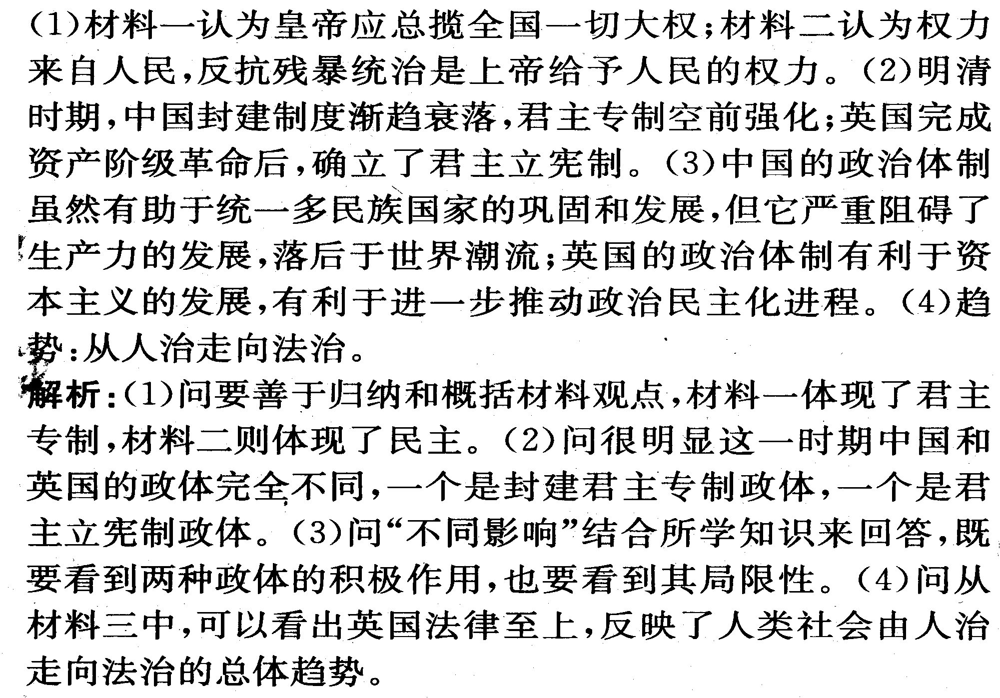 (1)材料一认为皇帝应总揽全国一切大权;材料二认为权力
来自人民,反抗残暴统治是上帝给予人民的权力。(2)明清
时期,中国封建制度渐趋衰落,君主专制空前强化;英国完成
资产阶级革命后,确立了君主立宪制。(3)中国的政治体制
虽然有助于统一多民族国家的巩固和发展,但它严重阻碍了
生产力的发展,落后于世界潮流;英国的政治体制有利于资
本主义的发展,有利于进一步推动政治民主化进程。(4)趋
势:从人治走向法治。
解析:(1)问要善于归纳和概括材料观点,材料一体现了君主
专制,材料二则体现了民主。(2)问很明显这一时期中国和
英国的政体完全不同,一个是封建君主专制政体,一个是君
主立宪制政体。(3)问“不同影响”结合所学知识来回答,既
要看到两种政体的积极作用,也要看到其局限性。(4)问从
材料三中,可以看出英国法律至上,反映了人类社会由人治
走向法治的总体趋势。